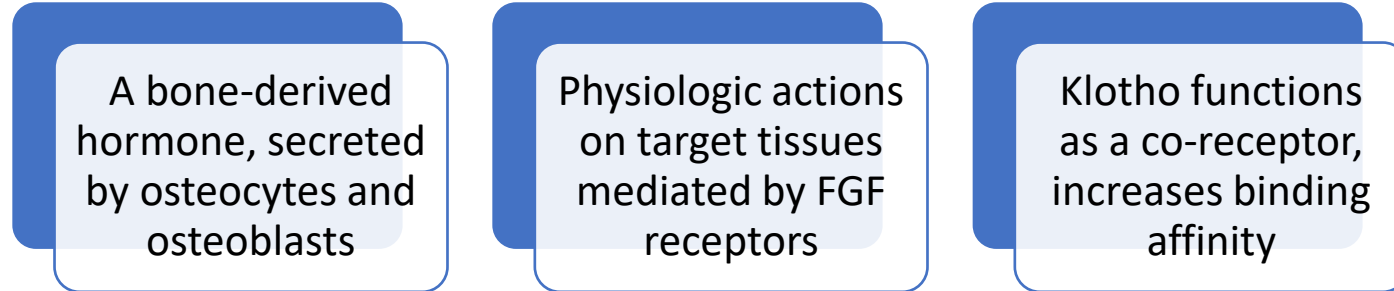 A bone-derived
hormone, secreted
by osteocytes and
osteoblasts
Physiologic actions
on target tissues
mediated by FGF
receptors
Klotho functions
as a co-receptor,
increases binding
affinity